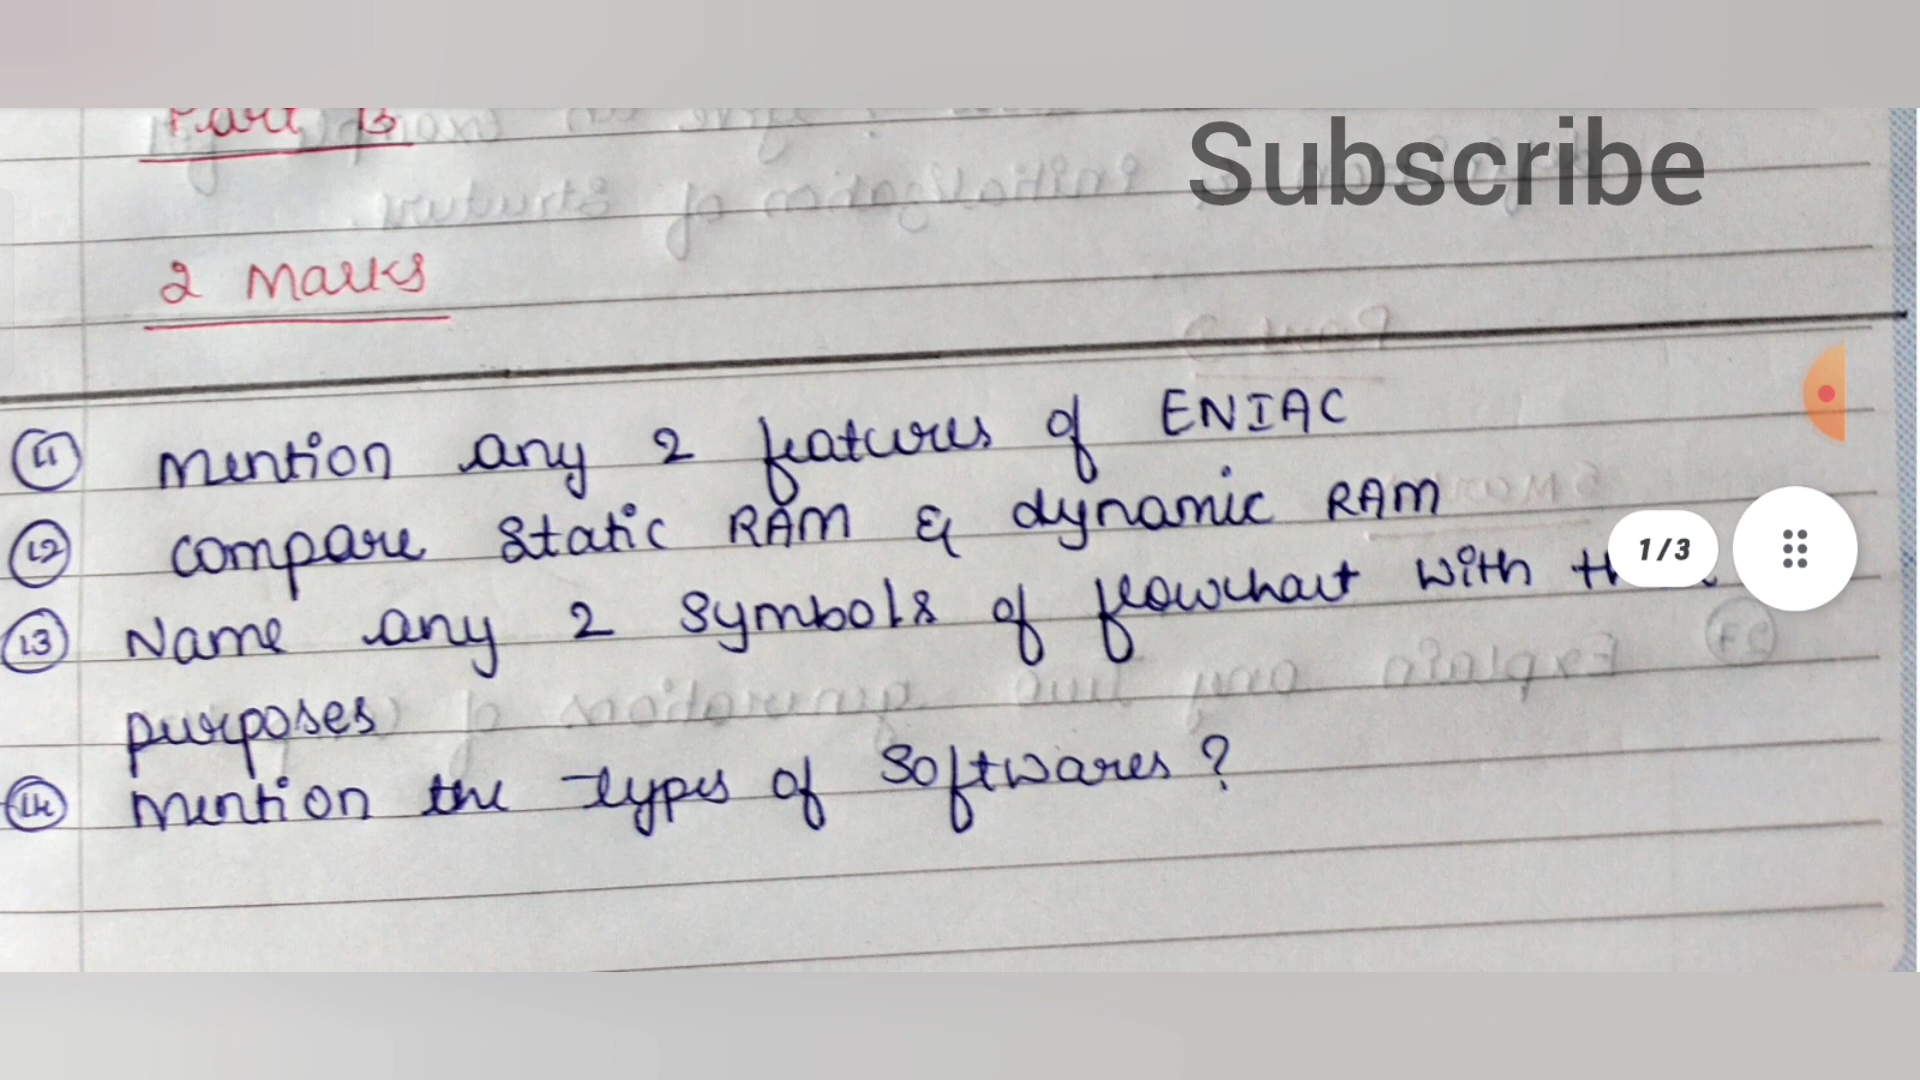 Part B
Subscribe
2 Marks
11 Mention any 2 features of ENIAC
12 compare Static RAM & dynamic RAM
1/3
13 Name any 2 symbols of flowchart with
purposes
14 Mention the types of Softwares?